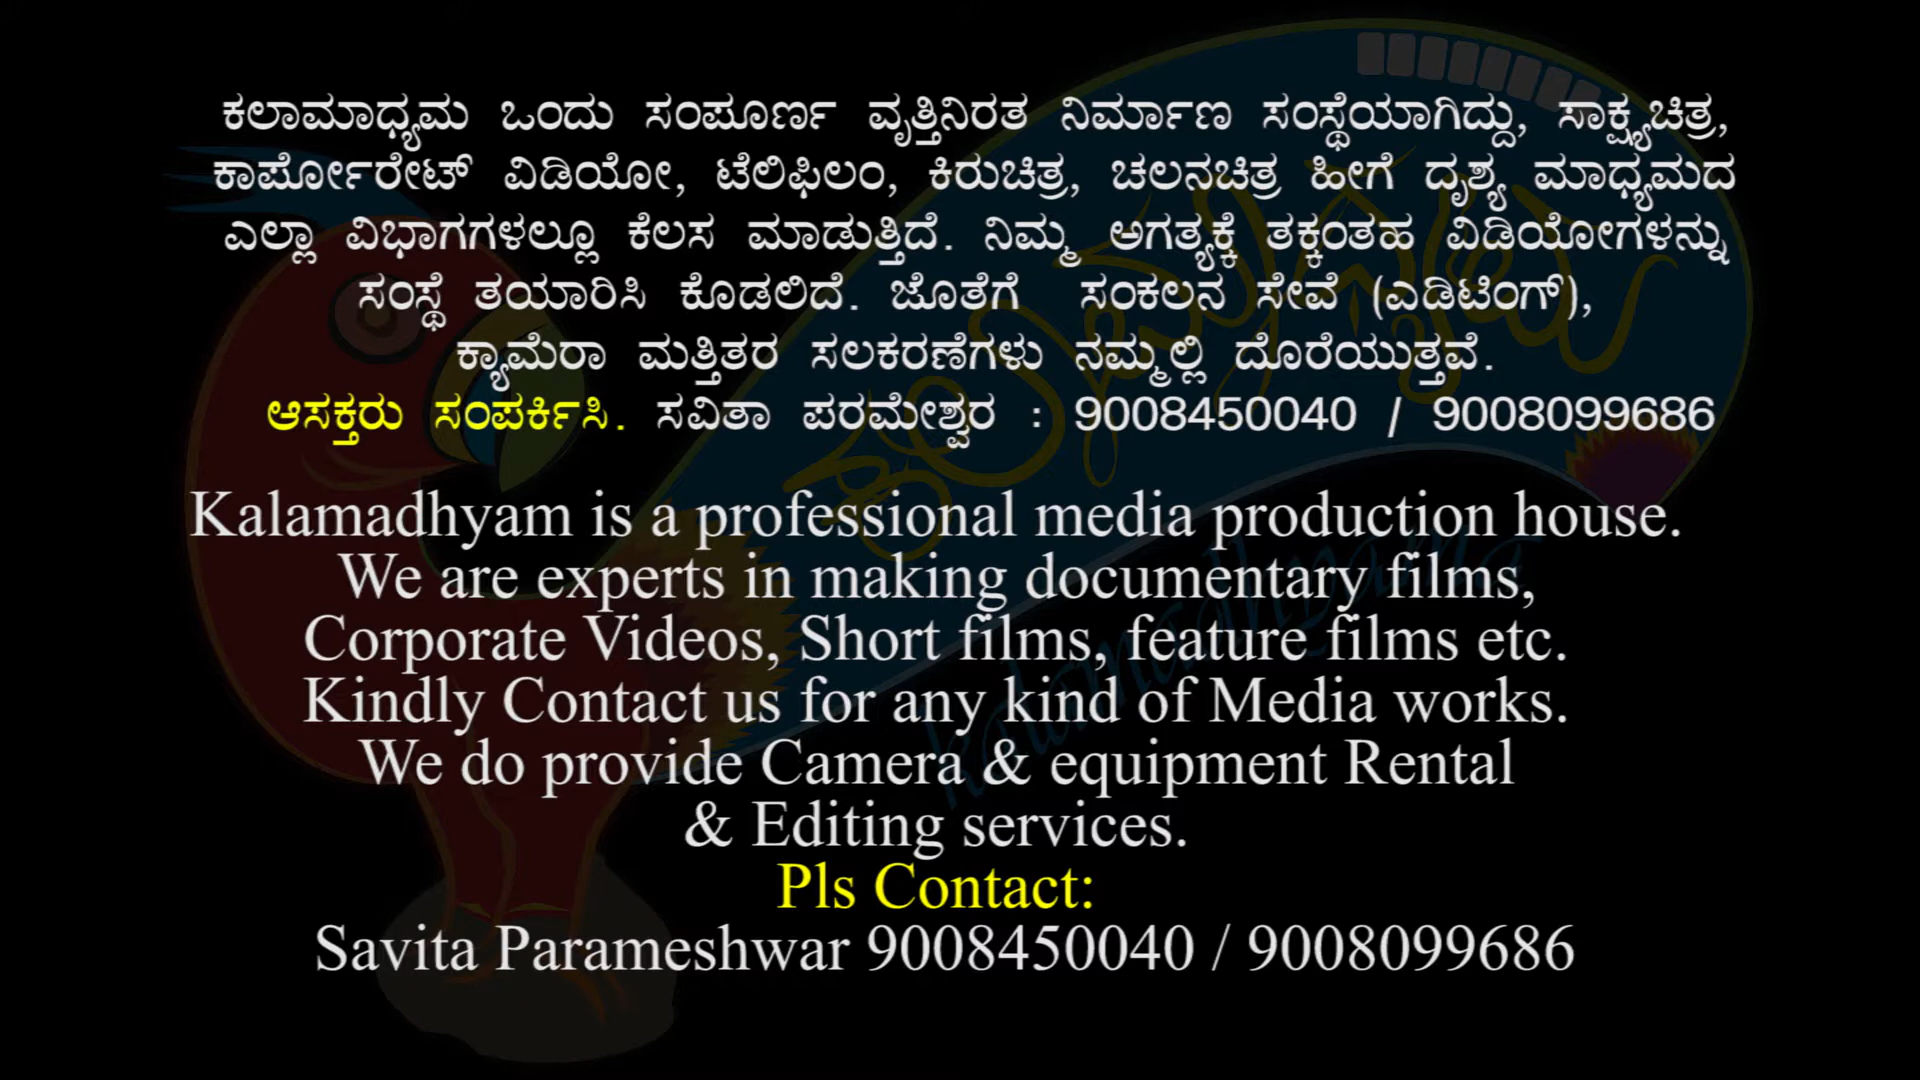 ಕಲಾಮಾಧ್ಯಮ ಒಂದು ಸಂಪೂರ್ಣ ವೃತ್ತಿನಿರತ ನಿರ್ಮಾಣ ಸಂಸ್ಥೆಯಾಗಿದ್ದು, ಸಾಕ್ಷ್ಯಚಿತ್ರ,
ಕಾರ್ಪೋರೇಟ್ ವಿಡಿಯೋ, ಟೆಲಿಫಿಲಂ, ಕಿರುಚಿತ್ರ, ಚಲನಚಿತ್ರ ಹೀಗೆ ದೃಶ್ಯ ಮಾಧ್ಯಮದ
ಎಲ್ಲಾ ವಿಭಾಗಗಳಲ್ಲೂ ಕೆಲಸ ಮಾಡುತ್ತಿದೆ. ನಿಮ್ಮ ಅಗತ್ಯಕ್ಕೆ ತಕ್ಕಂತಹ ವಿಡಿಯೋಗಳನ್ನು
ಸಂಸ್ಥೆ ತಯಾರಿಸಿ ಕೊಡಲಿದೆ. ಜೊತೆಗೆ ಸಂಕಲನ ಸೇವೆ (ಎಡಿಟಿಂಗ್),
ಕ್ಯಾಮೆರಾ ಮತ್ತಿತರ ಸಲಕರಣೆಗಳು ನಮ್ಮಲ್ಲಿ ದೊರೆಯುತ್ತವೆ.
ಆಸಕ್ತರು ಸಂಪರ್ಕಿಸಿ. ಸವಿತಾ ಪರಮೇಶ್ವರ : 9008450040 / 9008099686
Kalamadhyam is a professional media production house.
We are experts in making documentary films,
Corporate Videos, Short films, feature films etc.
Kindly Contact us for any kind of Media works.
We do provide Camera & equipment Rental
& Editing services.
Pls Contact:
Savita Parameshwar 9008450040 / 9008099686
ಕಲಾಮಾಧ್ಯಮ
kalamadhyama